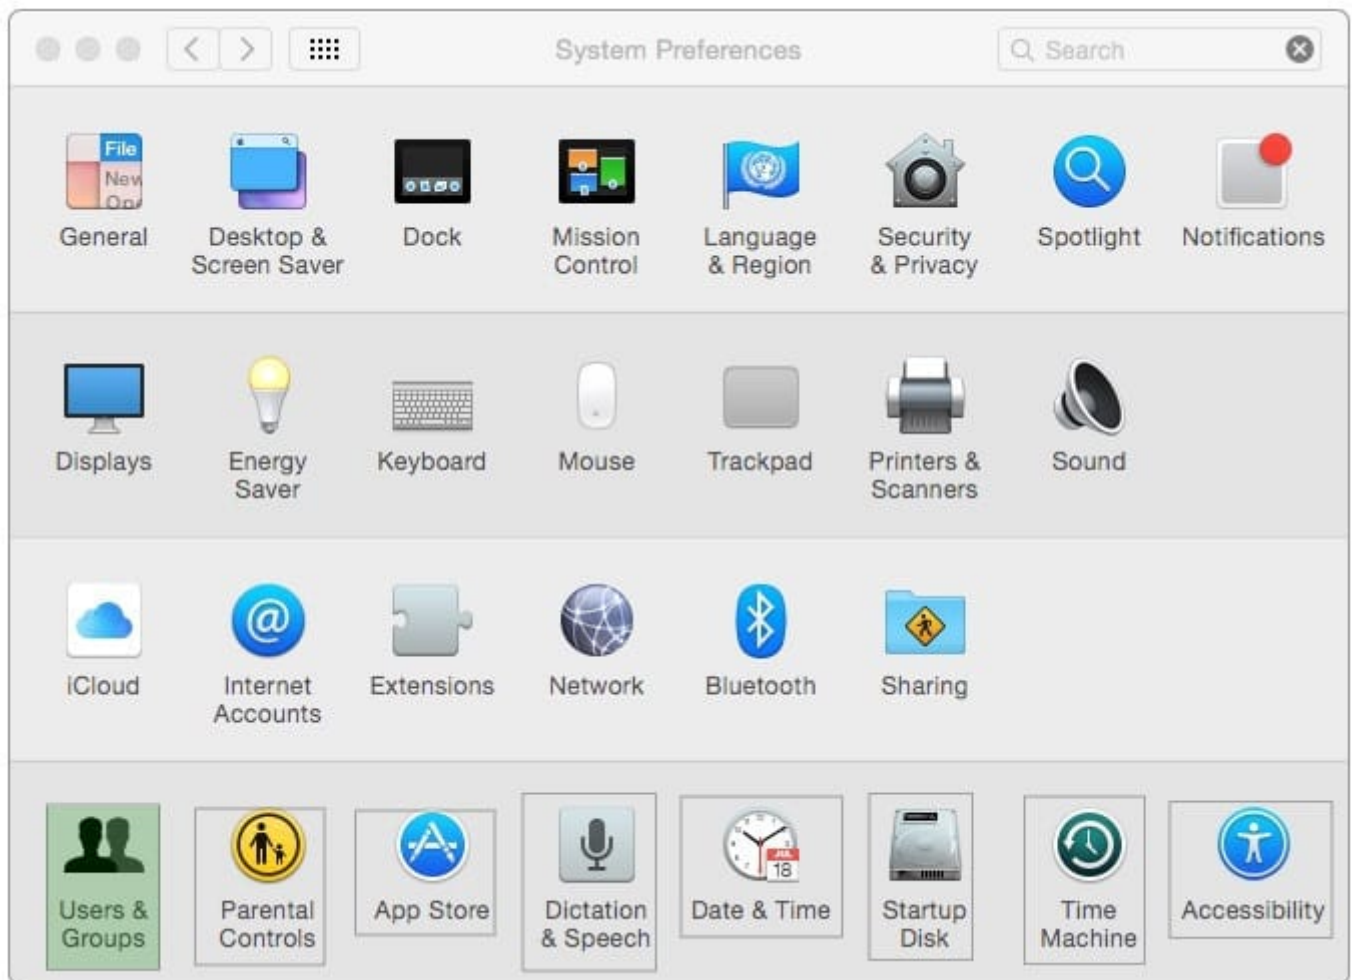 System Preferences
Search
File
New
General
Desktop &
Screen Saver
Dock
Mission
Control
Language
& Region
Security
& Privacy
Spotlight
Notifications
Displays
Energy
Saver
Keyboard
Mouse
Trackpad
Printers &
Scanners
Sound
iCloud
@
Internet
Accounts
Extensions
Network
Bluetooth
Sharing
JUL
18
Users &
Groups
Parental
Controls
App Store
Dictation
& Speech
Date & Time
Startup
Disk
Time
Machine
Accessibility